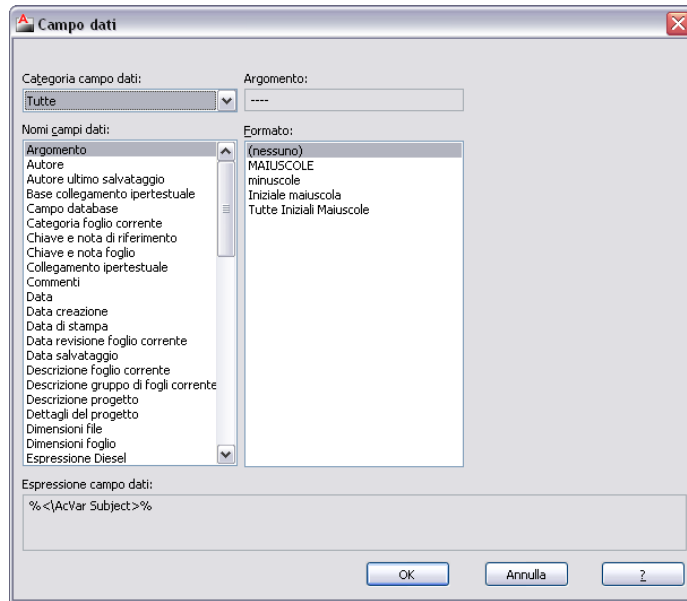 Campo dati
Categoria campo dati:
Tutte
Argomento:
----
Nomi campi dati:
Argomento
Autore
Autore ultimo salvataggio
Base collegamento ipertestuale
Campo database
Categoria foglio corrente
Chiave e nota di riferimento
Chiave e nota foglio
Collegamento ipertestuale
Commenti
Data
Data creazione
Data di stampa
Data revisione foglio corrente
Data salvataggio
Descrizione foglio corrente
Descrizione gruppo di fogli corrente
Descrizione progetto
Dettagli del progetto
Dimensioni file
Dimensioni foglio
Espressione Diesel
Formato:
(nessuno)
MAIUSCOLE
minuscole
Iniziale maiuscola
Tutte Iniziali Maiuscole
Espressione campo dati:
%<\AcVar Subject>%
OK
Annulla
?